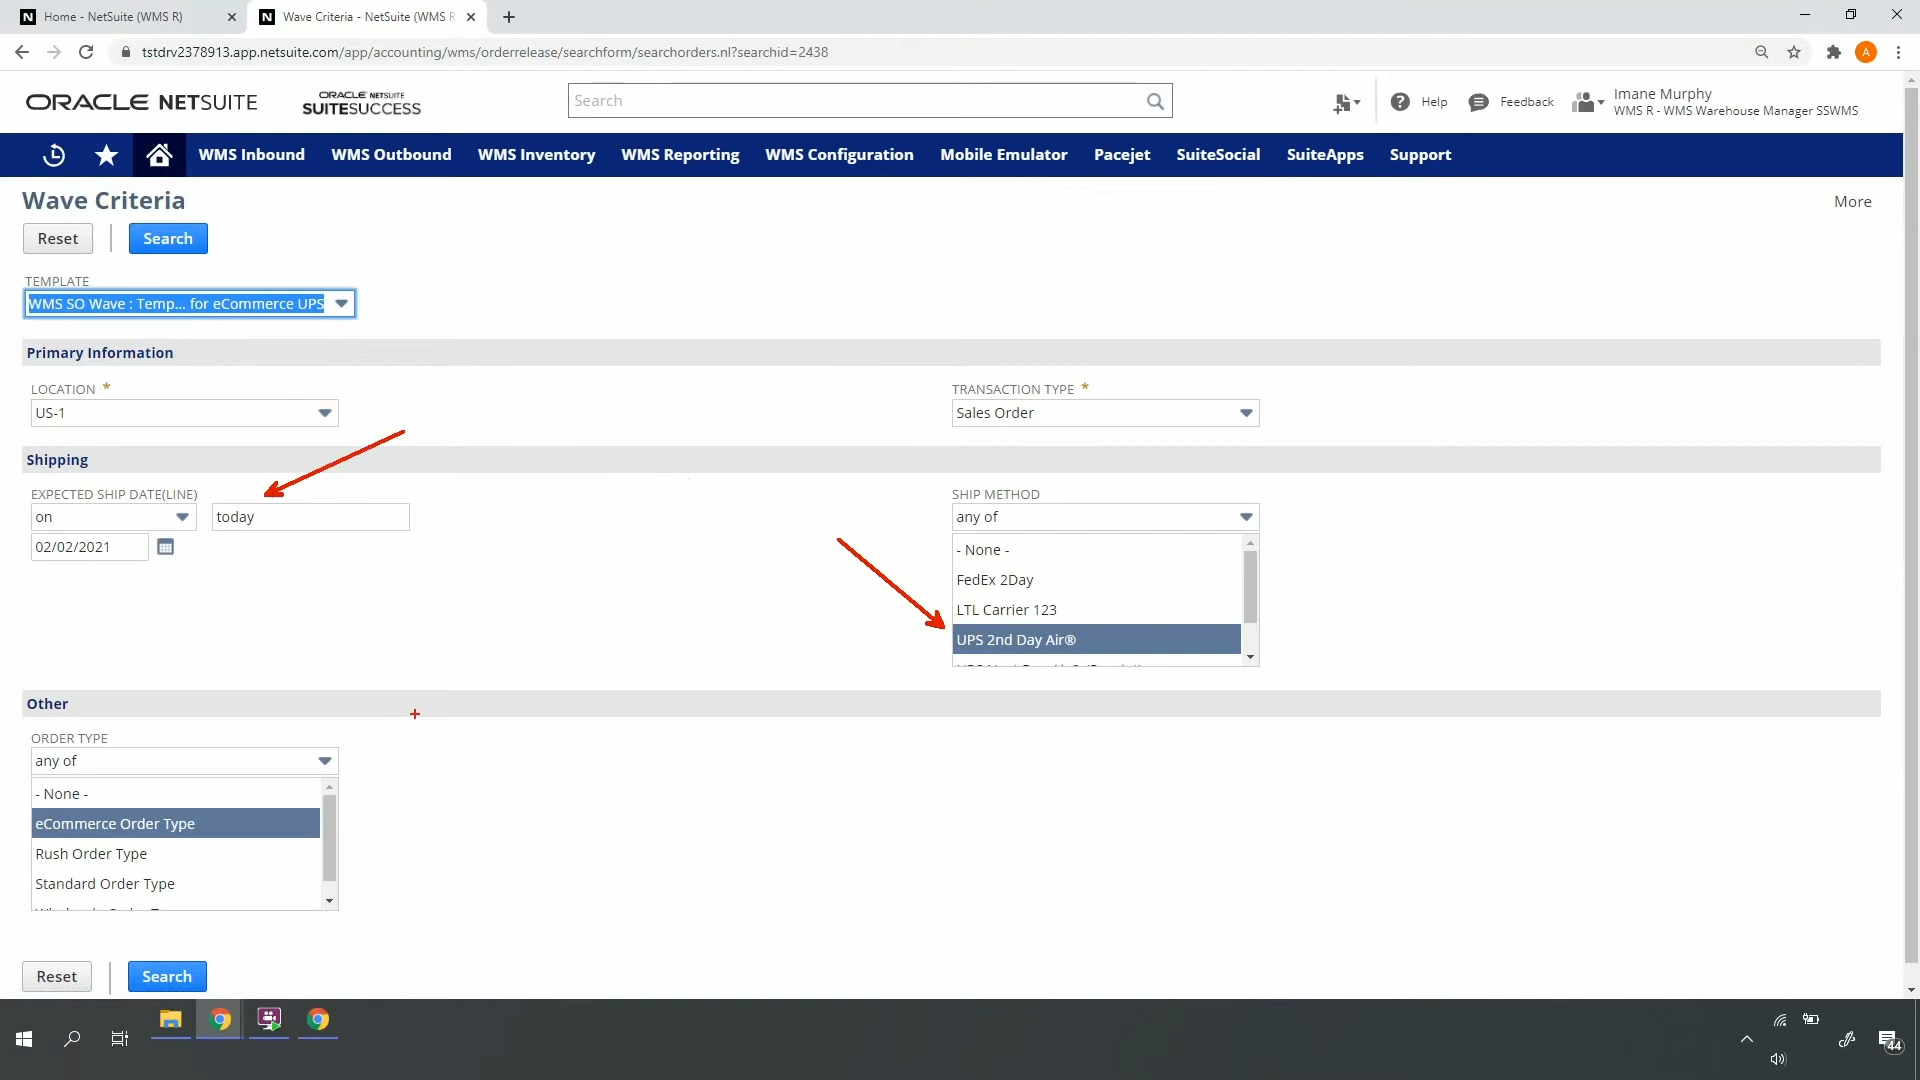 Home - NetSuite (WMS R)
Wave Criteria - NetSuite (WMS R
tstdrv2378913.app.netsuite.com/app/accounting/wms/orderrelease/searchform/searchorders.nl?searchid=2438
A
ORACLE NETSUITE
ORACLE NETSUITE
SUITESUCCESS
Search
Help
Feedback
Imane Murphy
WMS R - WMS Warehouse Manager SSWMS
WMS Inbound
WMS Outbound
WMS Inventory
WMS Reporting
WMS Configuration
Mobile Emulator
Pacejet
SuiteSocial
SuiteApps
Support
Wave Criteria
More
Reset
Search
TEMPLATE
WMS SO Wave : Temp... for eCommerce UPS
Primary Information
LOCATION *
US-1
TRANSACTION TYPE *
Sales Order
Shipping
EXPECTED SHIP DATE(LINE)
on
today
02/02/2021
SHIP METHOD
any of
- None -
FedEx 2Day
LTL Carrier 123
UPS 2nd Day Air®
Other
ORDER TYPE
any of
- None -
eCommerce Order Type
Rush Order Type
Standard Order Type
Reset
Search
44